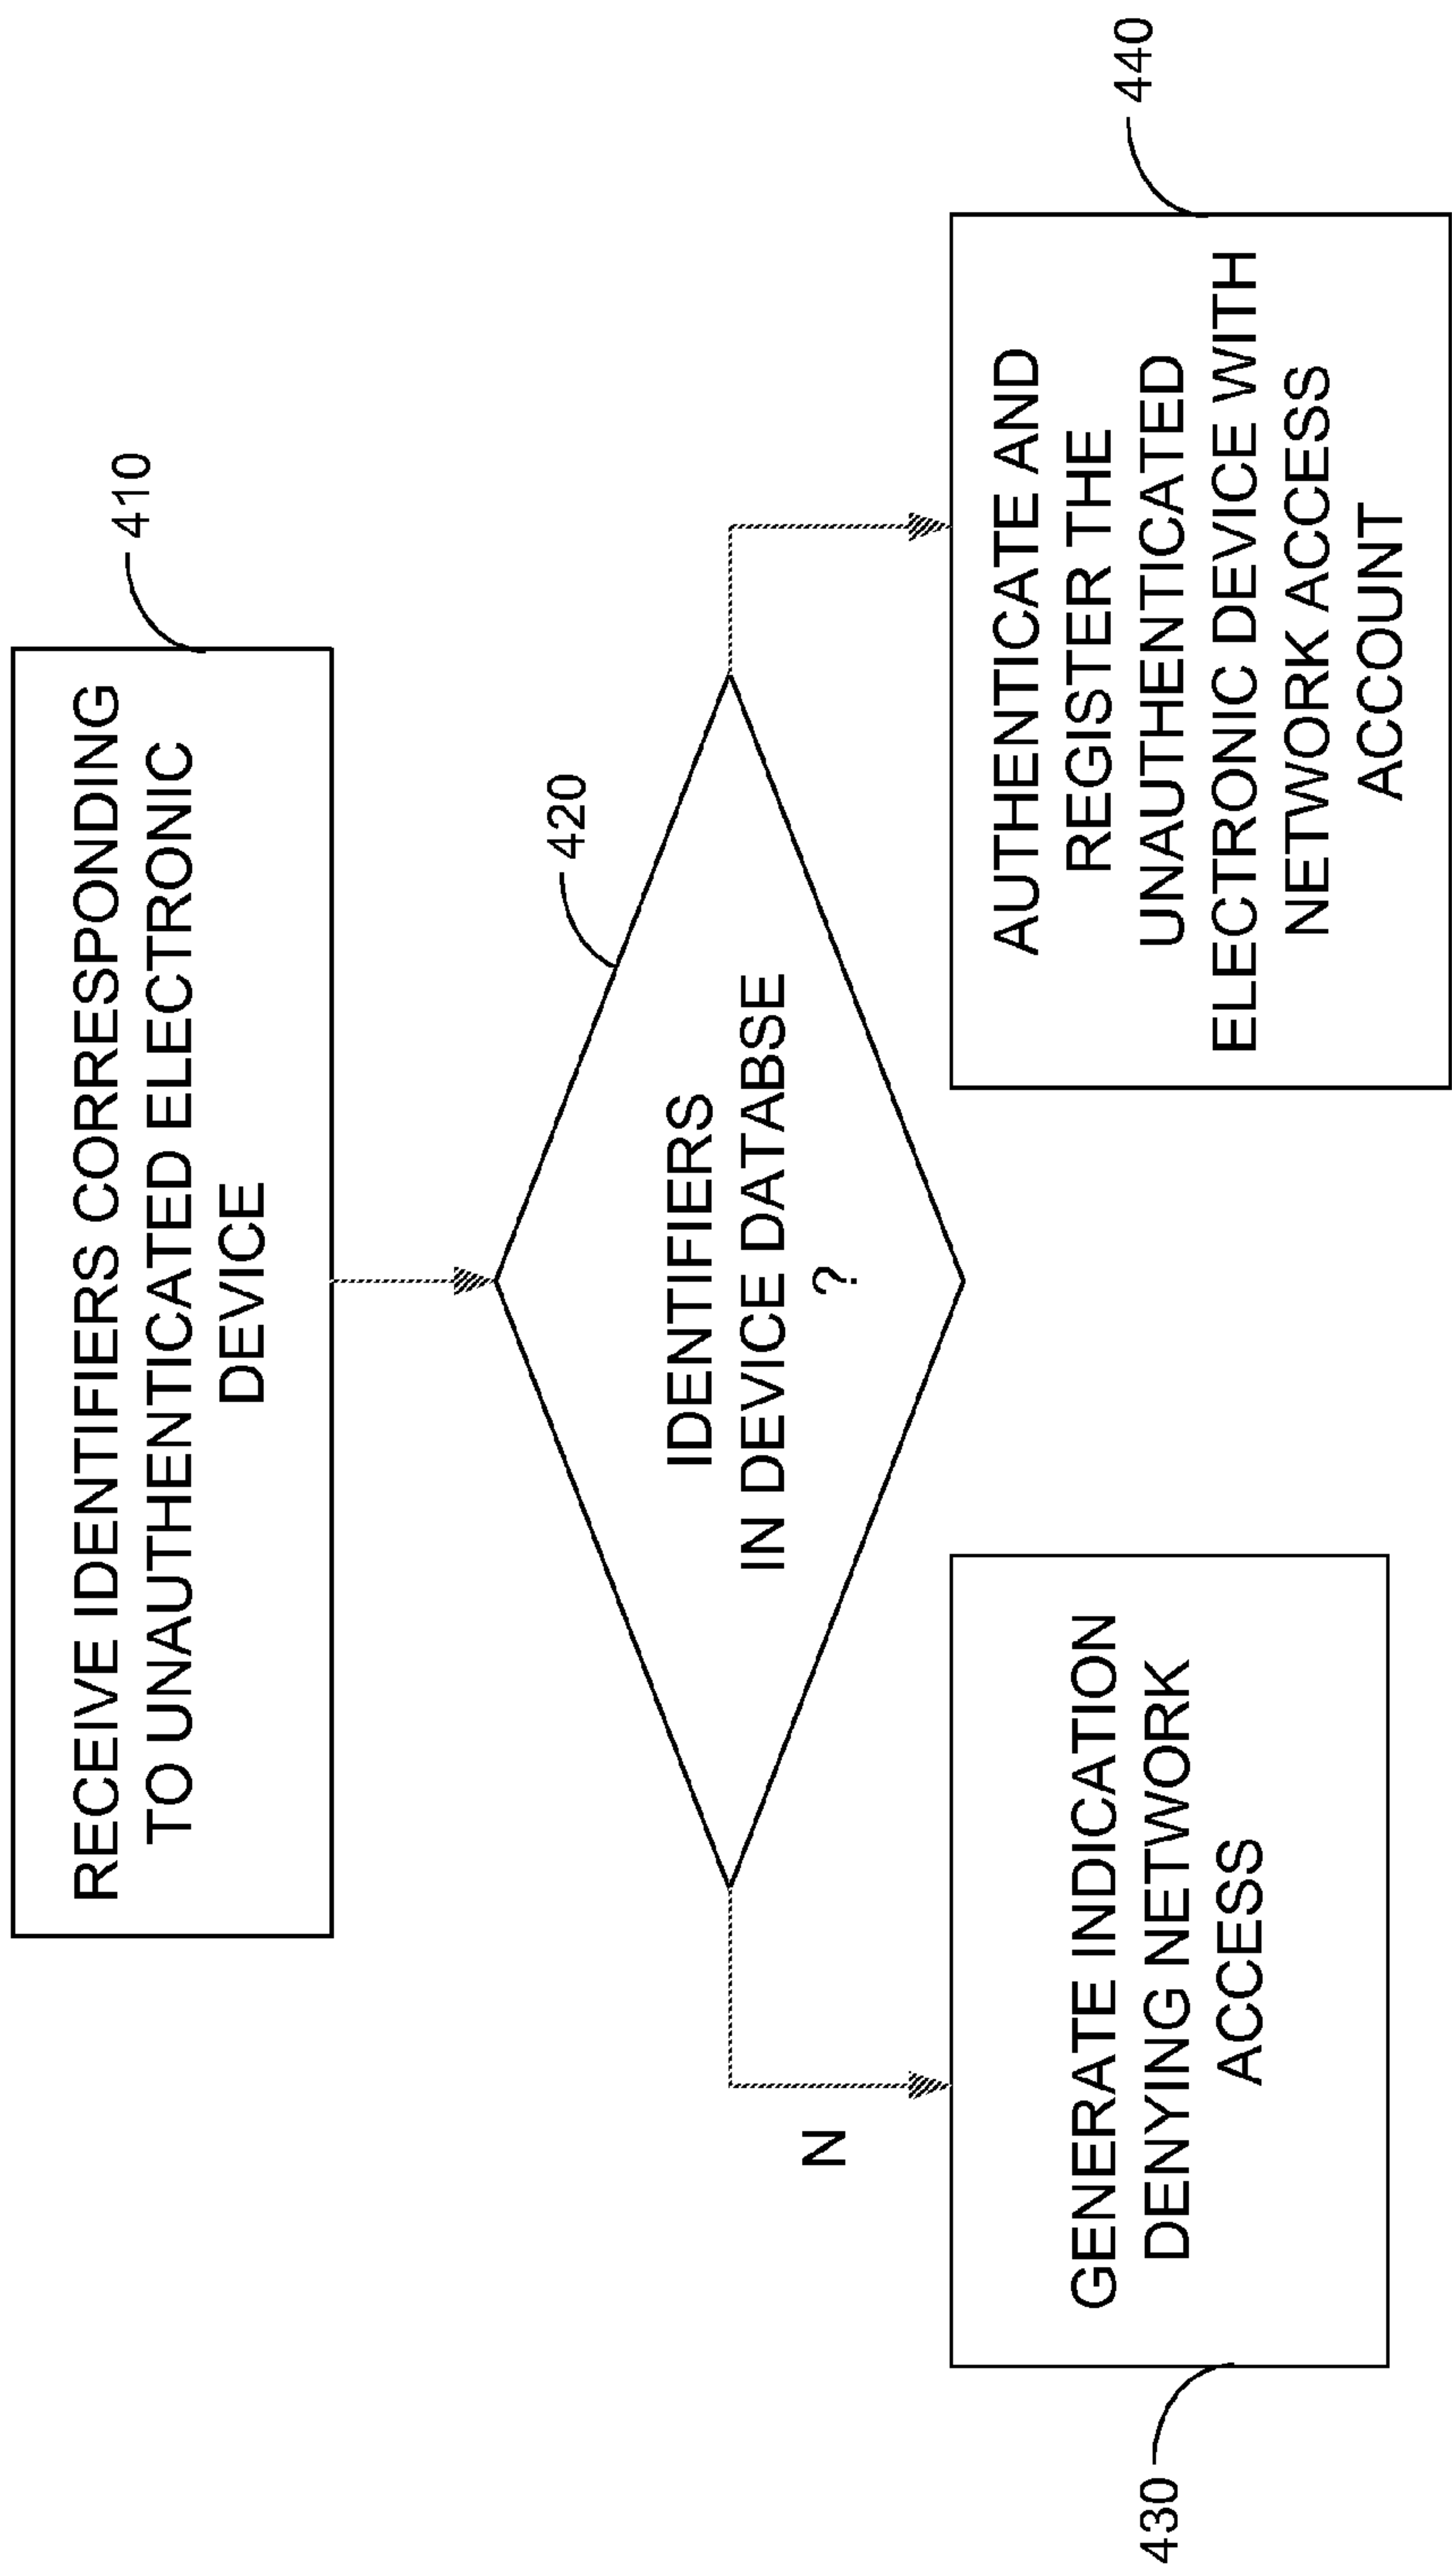 RECEIVE IDENTIFIERS CORRESPONDING
TO UNAUTHENTICATED ELECTRONIC
DEVICE
410
420
IDENTIFIERS
IN DEVICE DATABSE
?
N
GENERATE INDICATION
DENYING NETWORK
ACCESS
430
AUTHENTICATE AND
REGISTER THE
UNAUTHENTICATED
ELECTRONIC DEVICE WITH
NETWORK ACCESS
ACCOUNT
440